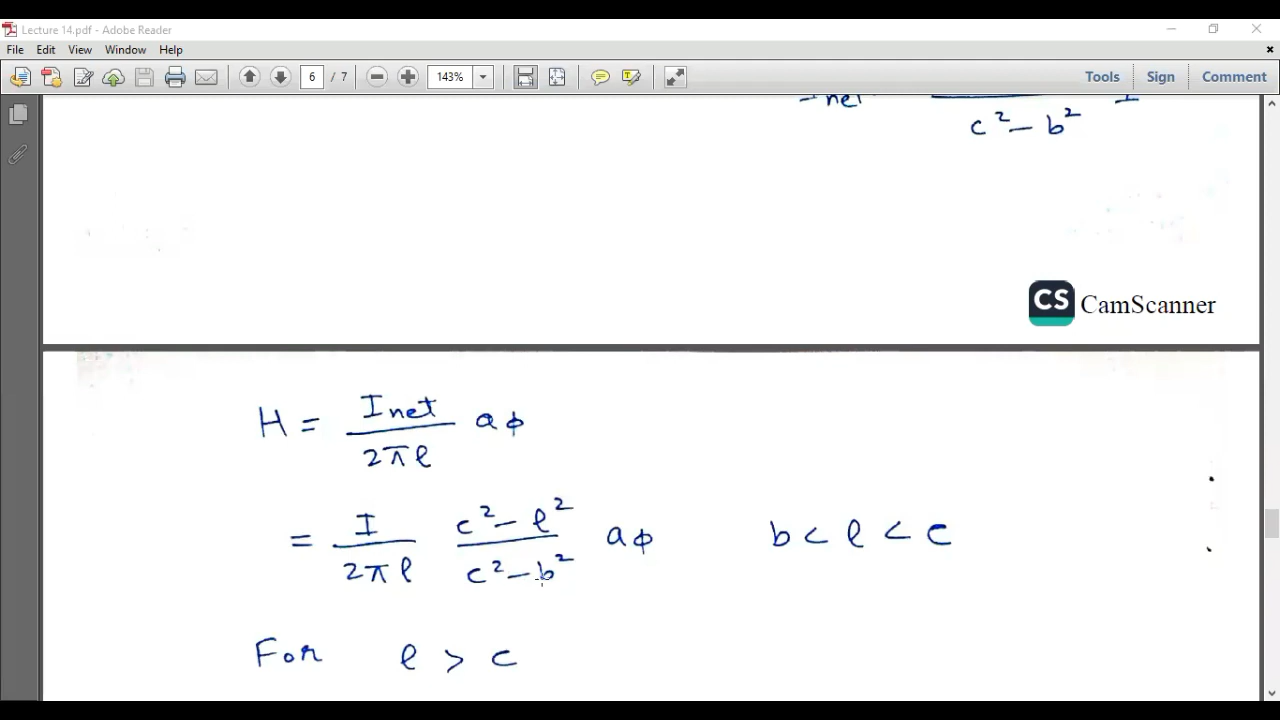 Lecture 14.pdf - Adobe Reader
File Edit View Window Help
6 / 7 143% Tools Sign Comment
c² - b²
CS CamScanner
H = Inet / 2πρ aϕ
= I / 2πρ c² - ρ² / c² - b² aϕ b < ρ < c
For ρ > c